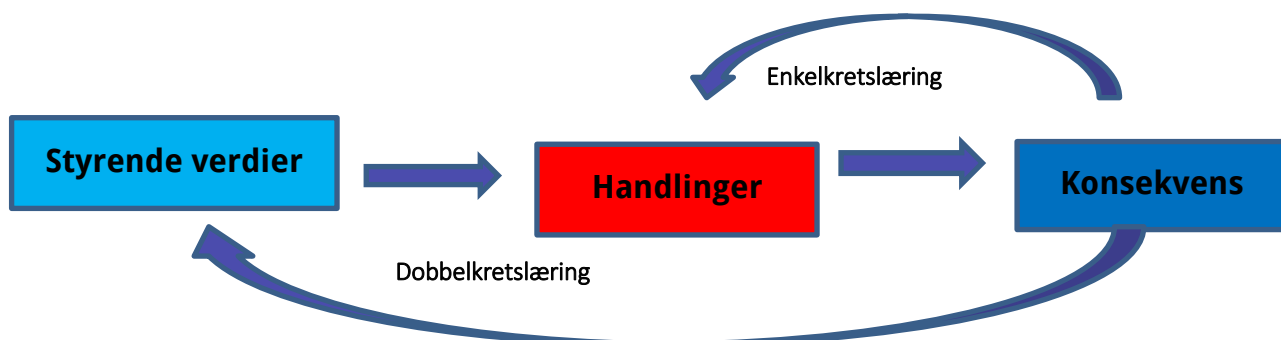 Enkelkretslæring
Styrende verdier
Handlinger
Konsekvens
Dobbelkretslæring